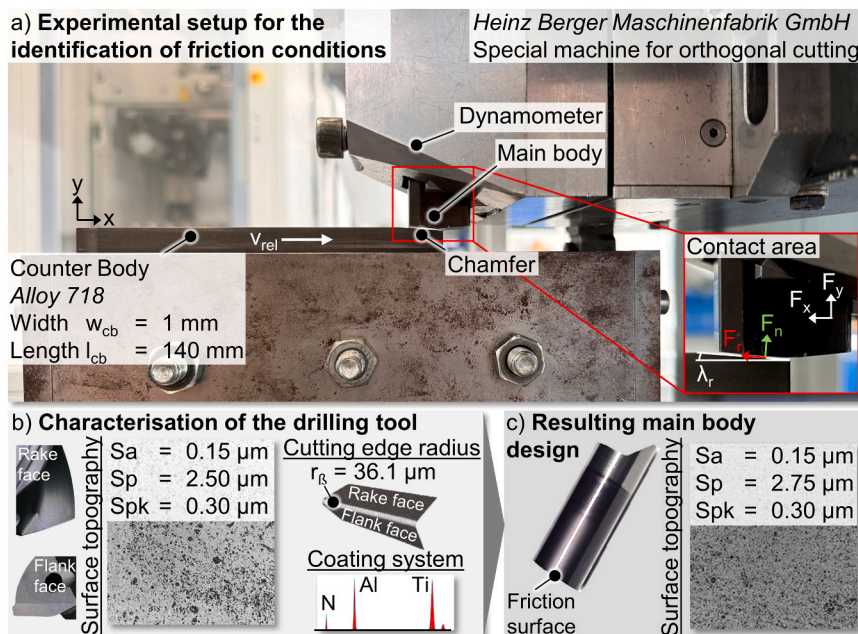 a) Experimental setup for the
identification of friction conditions
Heinz Berger Maschinenfabrik GmbH
Special machine for orthogonal cutting
Dynamometer
Main body
y
x
v_rel
Chamfer
Counter Body
Alloy 718
Width w_cb = 1 mm
Length l_cb = 140 mm
Contact area
F_y
F_x
F_n
F_r
λ_r
b) Characterisation of the drilling tool
Rake
face
Flank
face
Surface topography
Sa = 0.15 µm
Sp = 2.50 µm
Spk = 0.30 µm
Cutting edge radius
r_ß = 36.1 µm
Rake face
Flank face
Coating system
N
Al
Ti
c) Resulting main body
design
Friction
surface
Surface topography
Sa = 0.15 µm
Sp = 2.75 µm
Spk = 0.30 µm